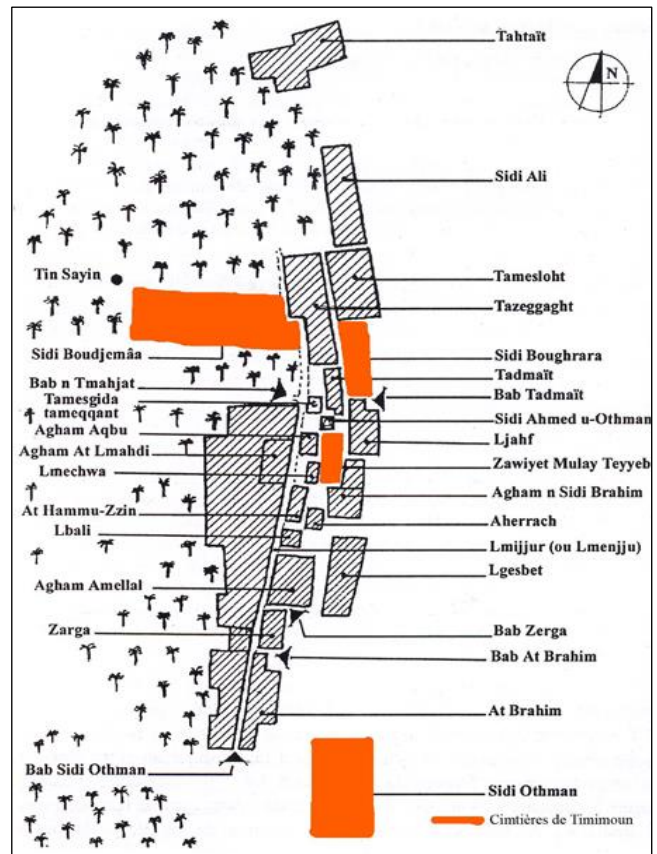 Tahtaït
N
Sidi Ali
Tin Sayin
Tamesloht
Tazeggaght
Sidi Boudjemâa
Sidi Boughrara
Bab n Tmahjat
Tadmaït
Tamesgida
tameqqant
Bab Tadmaït
Agham Aqbu
Sidi Ahmed u-Othman
Agham At Lmahdi
Ljahf
Lmechwa
Zawiyet Mulay Teyyeb
At Hammu-Zzin
Agham n Sidi Brahim
Lbali
Aherrach
Lmijjur (ou Lmenjju)
Agham Amellal
Lgesbet
Zarga
Bab Zerga
Bab At Brahim
At Brahim
Bab Sidi Othman
Sidi Othman
Cimtières de Timimoun